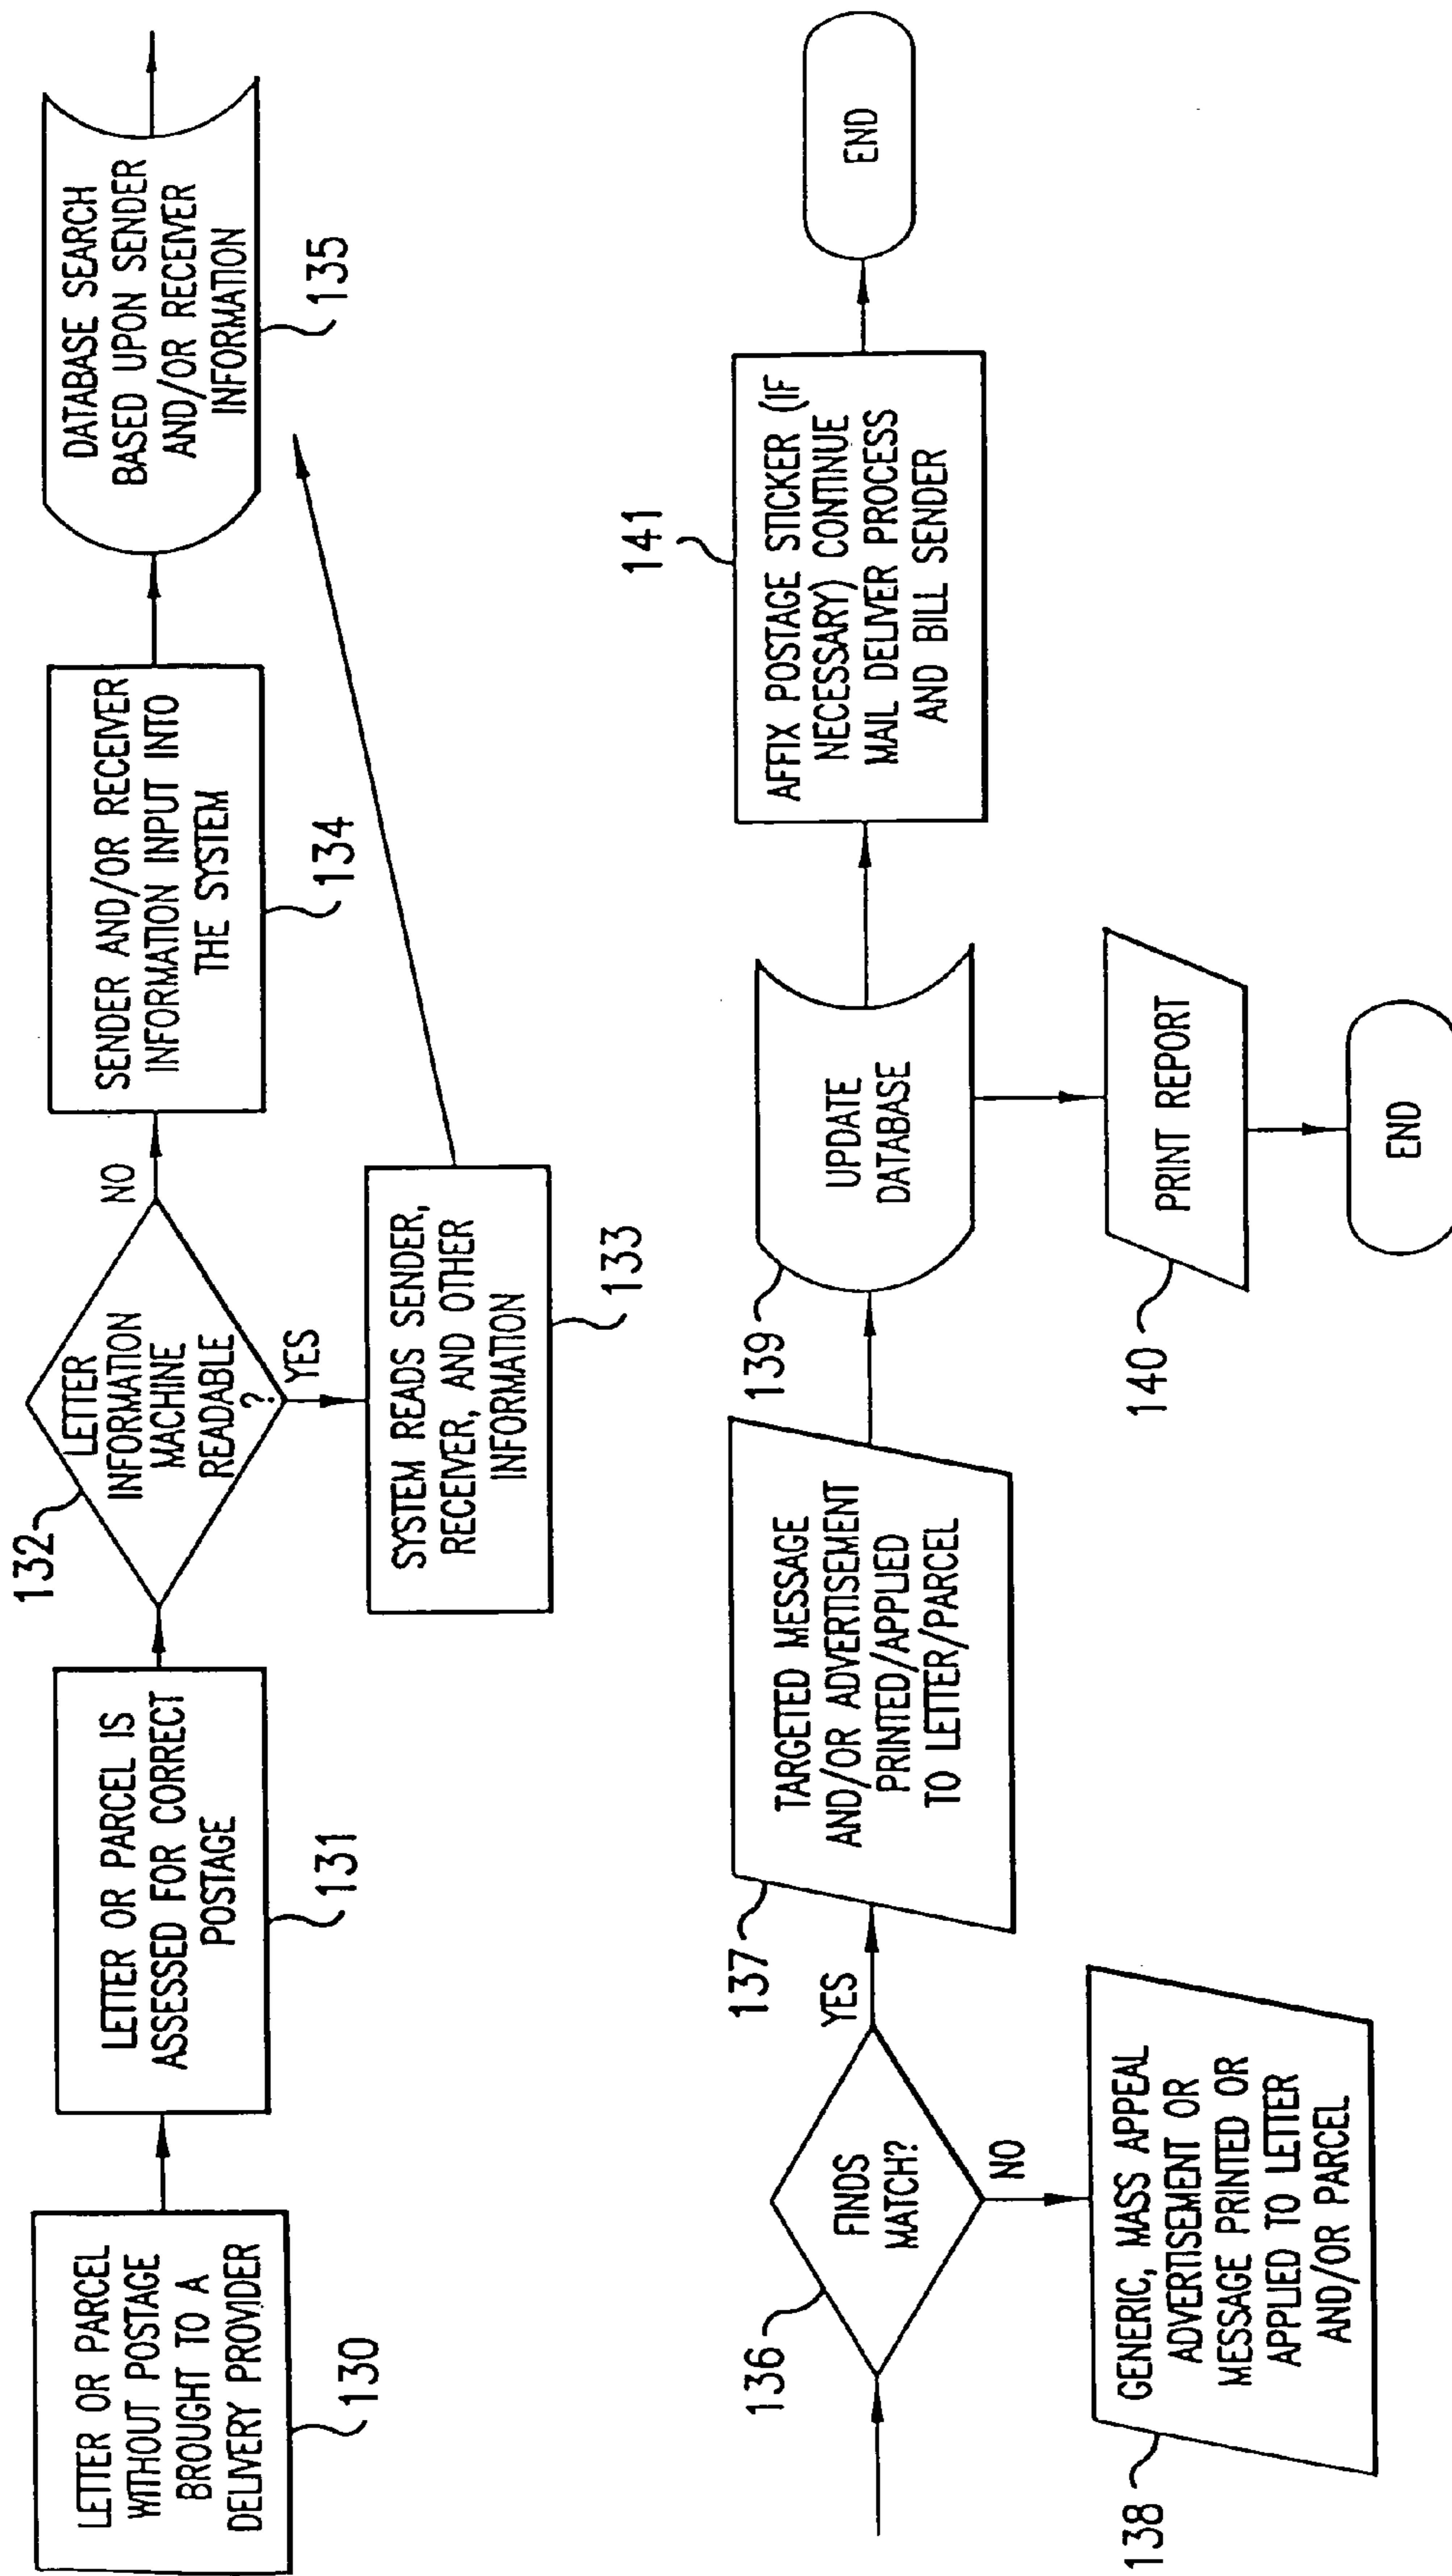 LETTER OR PARCEL
WITHOUT POSTAGE
BROUGHT TO A
DELIVERY PROVIDER
130
LETTER OR PARCEL IS
ASSESSED FOR CORRECT
POSTAGE
131
132
LETTER
INFORMATION
MACHINE
READABLE
?
NO
YES
SYSTEM READS SENDER,
RECEIVER, AND OTHER
INFORMATION
133
SENDER AND/OR RECEIVER
INFORMATION INPUT INTO
THE SYSTEM
134
DATABASE SEARCH
BASED UPON SENDER
AND/OR RECEIVER
INFORMATION
135
136
FINDS
MATCH?
YES
NO
137
TARGETED MESSAGE
AND/OR ADVERTISEMENT
PRINTED/APPLIED
TO LETTER/PARCEL
138
GENERIC, MASS APPEAL
ADVERTISEMENT OR
MESSAGE PRINTED OR
APPLIED TO LETTER
AND/OR PARCEL
139
UPDATE
DATABASE
140
PRINT REPORT
END
141
AFFIX POSTAGE STICKER (IF
NECESSARY) CONTINUE
MAIL DELIVER PROCESS
AND BILL SENDER
END